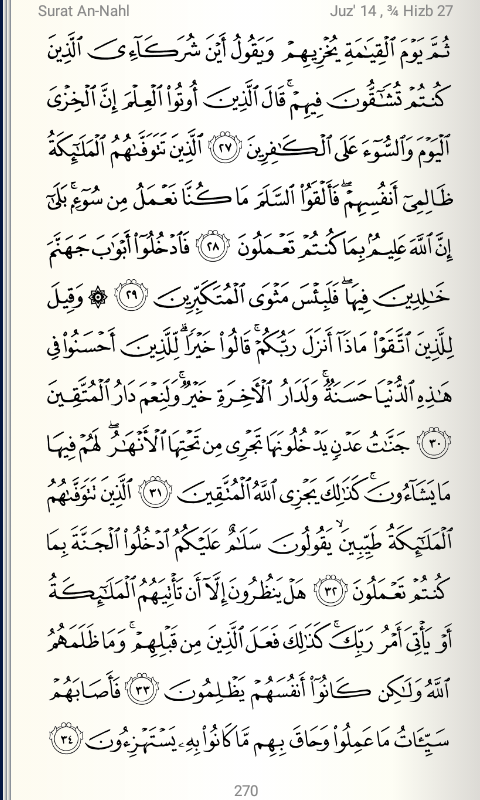 Surat An-Nahl
Juz' 14 , ¾ Hizb 27
ثُمَّ يَوْمَ ٱلْقِيَٰمَةِ يُخْزِيهِمْ وَيَقُولُ أَيْنَ شُرَكَآءِىَ ٱلَّذِينَ
كُنتُمْ تُشَٰٓقُّونَ فِيهِمْ ۚ قَالَ ٱلَّذِينَ أُوتُوا۟ ٱلْعِلْمَ إِنَّ ٱلْخِزْىَ
ٱلْيَوْمَ وَٱلسُّوٓءَ عَلَى ٱلْكَٰفِرِينَ ٢٧ ٱلَّذِينَ تَتَوَفَّىٰهُمُ ٱلْمَلَٰٓئِكَةُ
ظَالِمِىٓ أَنفُسِهِمْ ۖ فَأَلْقَوُا۟ ٱلسَّلَمَ مَا كُنَّا نَعْمَلُ مِن سُوٓءٍۭ ۚ بَلَىٰٓ
إِنَّ ٱللَّهَ عَلِيمٌۢ بِمَا كُنتُمْ تَعْمَلُونَ ٢٨ فَٱدْخُلُوٓا۟ أَبْوَٰبَ جَهَنَّمَ
خَٰلِدِينَ فِيهَا ۖ فَلَبِئْسَ مَثْوَى ٱلْمُتَكَبِّرِينَ ٢٩ ۞ وَقِيلَ
لِلَّذِينَ ٱتَّقَوْا۟ مَاذَآ أَنزَلَ رَبُّكُمْ ۚ قَالُوا۟ خَيْرًا ۗ لِّلَّذِينَ أَحْسَنُوا۟ فِى
هَٰذِهِ ٱلدُّنْيَا حَسَنَةٌ ۚ وَلَدَارُ ٱلْءَاخِرَةِ خَيْرٌ ۚ وَلَنِعْمَ دَارُ ٱلْمُتَّقِينَ
٣٠ جَنَّٰتُ عَدْنٍ يَدْخُلُونَهَا تَجْرِى مِن تَحْتِهَا ٱلْأَنْهَٰرُ ۖ لَهُمْ فِيهَا
مَا يَشَآءُونَ ۚ كَذَٰلِكَ يَجْزِى ٱللَّهُ ٱلْمُتَّقِينَ ٣١ ٱلَّذِينَ تَتَوَفَّىٰهُمُ
ٱلْمَلَٰٓئِكَةُ طَيِّبِينَ ۙ يَقُولُونَ سَلَٰمٌ عَلَيْكُمُ ٱدْخُلُوا۟ ٱلْجَنَّةَ بِمَا
كُنتُمْ تَعْمَلُونَ ٣٢ هَلْ يَنظُرُونَ إِلَّآ أَن تَأْتِيَهُمُ ٱلْمَلَٰٓئِكَةُ
أَوْ يَأْتِىَ أَمْرُ رَبِّكَ ۚ كَذَٰلِكَ فَعَلَ ٱلَّذِينَ مِن قَبْلِهِمْ ۚ وَمَا ظَلَمَهُمُ
ٱللَّهُ وَلَٰكِن كَانُوٓا۟ أَنفُسَهُمْ يَظْلِمُونَ ٣٣ فَأَصَابَهُمْ
سَيِّـَٔاتُ مَا عَمِلُوا۟ وَحَاقَ بِهِم مَّا كَانُوا۟ بِهِۦ يَسْتَهْزِءُونَ ٣٤
270